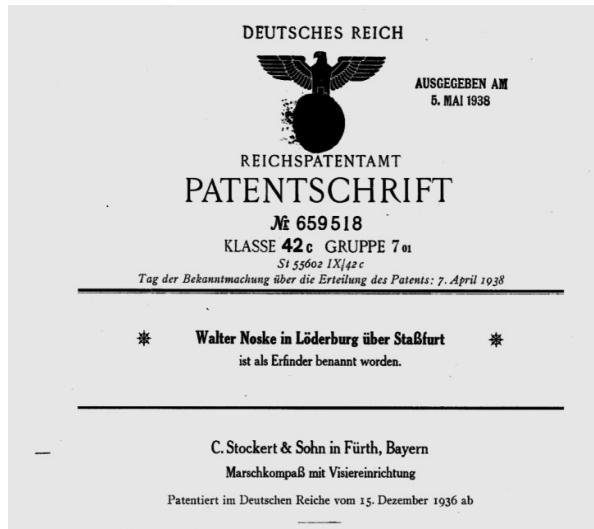 DEUTSCHES REICH
AUSGEGEBEN AM
5. MAI 1938
REICHSPATENTAMT
PATENTSCHRIFT
№ 659518
KLASSE 42c GRUPPE 701
St 55602 IX/42c
Tag der Bekanntmachung über die Erteilung des Patents: 7. April 1938
Walter Noske in Löderburg über Staßfurt
ist als Erfinder benannt worden.
C. Stockert & Sohn in Fürth, Bayern
Marschkompaß mit Visiereinrichtung
Patentiert im Deutschen Reiche vom 15. Dezember 1936 ab